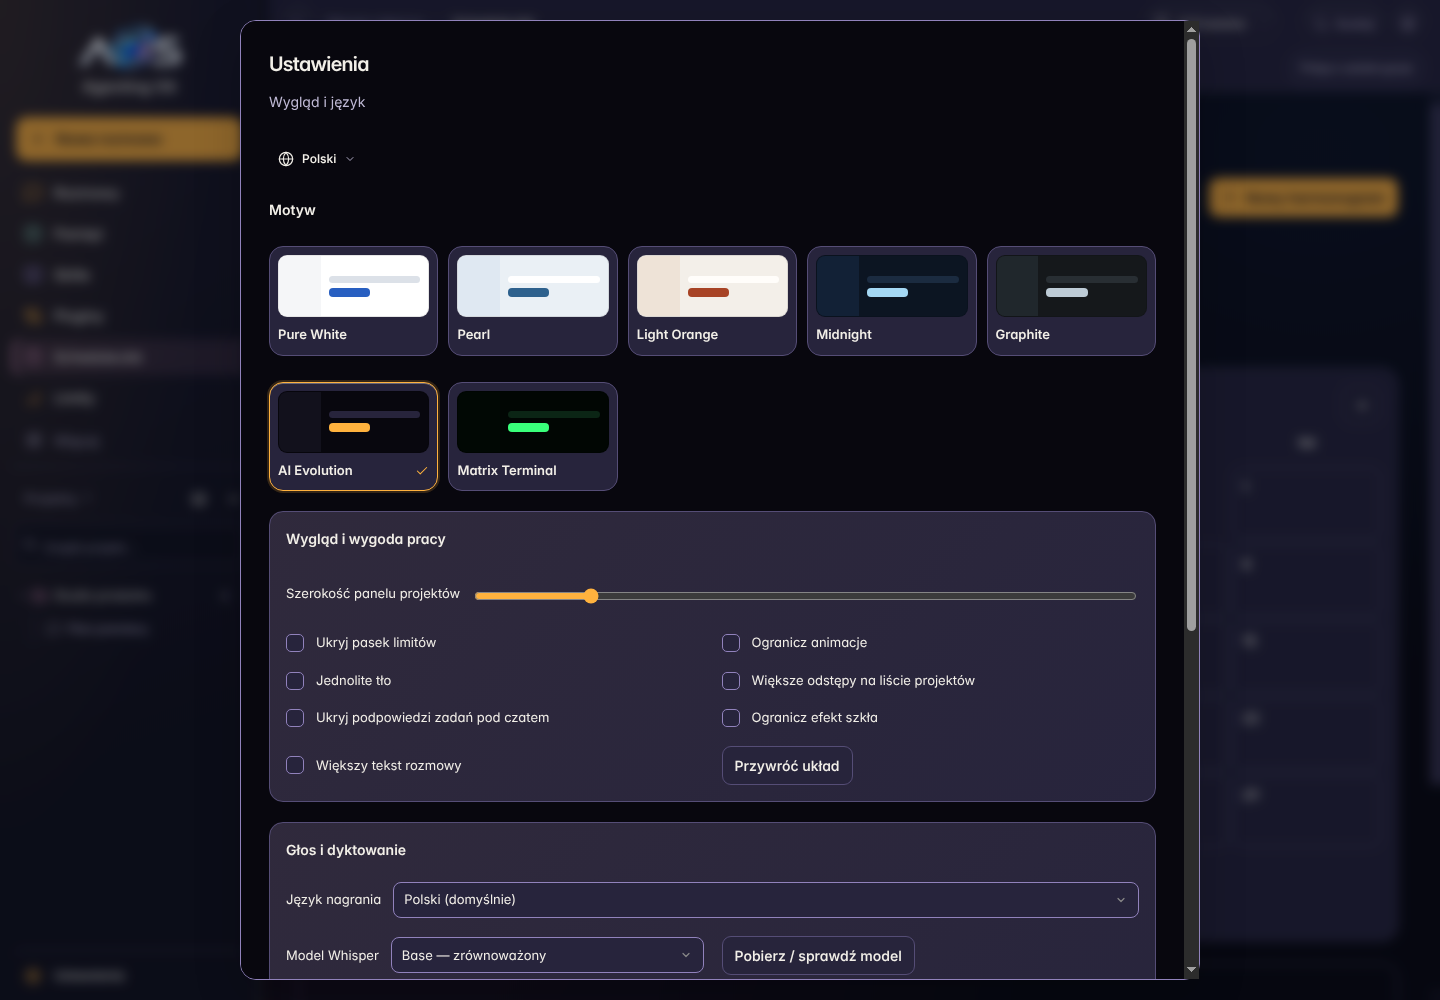 Ustawienia
Wygląd i język
Polski
Motyw
Pure White
Pearl
Light Orange
Midnight
Graphite
AI Evolution
Matrix Terminal
Wygląd i wygoda pracy
Szerokość panelu projektów
Ukryj pasek limitów
Ogranicz animacje
Jednolite tło
Większe odstępy na liście projektów
Ukryj podpowiedzi zadań pod czatem
Ogranicz efekt szkła
Większy tekst rozmowy
Przywróć układ
Głos i dyktowanie
Język nagrania
Polski (domyślnie)
Model Whisper
Base — zrównoważony
Pobierz / sprawdź model